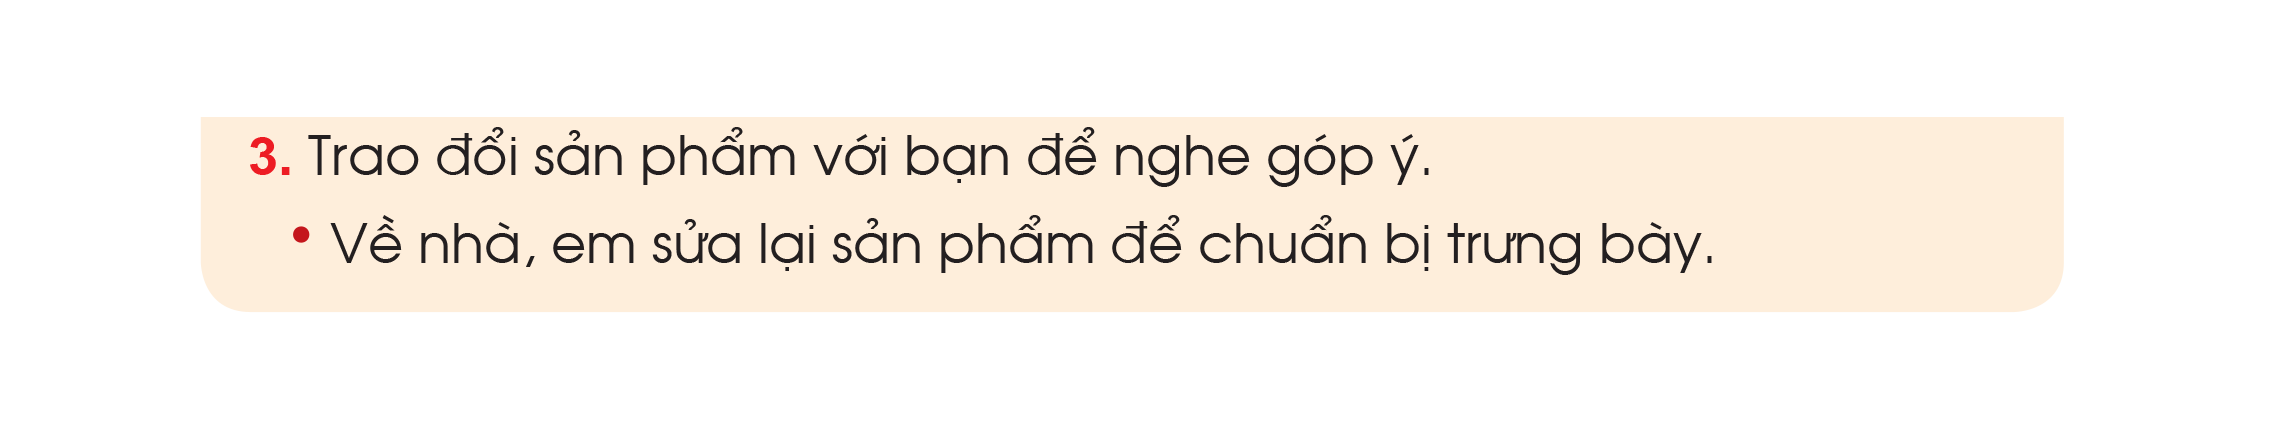 3. Trao đổi sản phẩm với bạn để nghe góp ý.
• Về nhà, em sửa lại sản phẩm để chuẩn bị trưng bày.